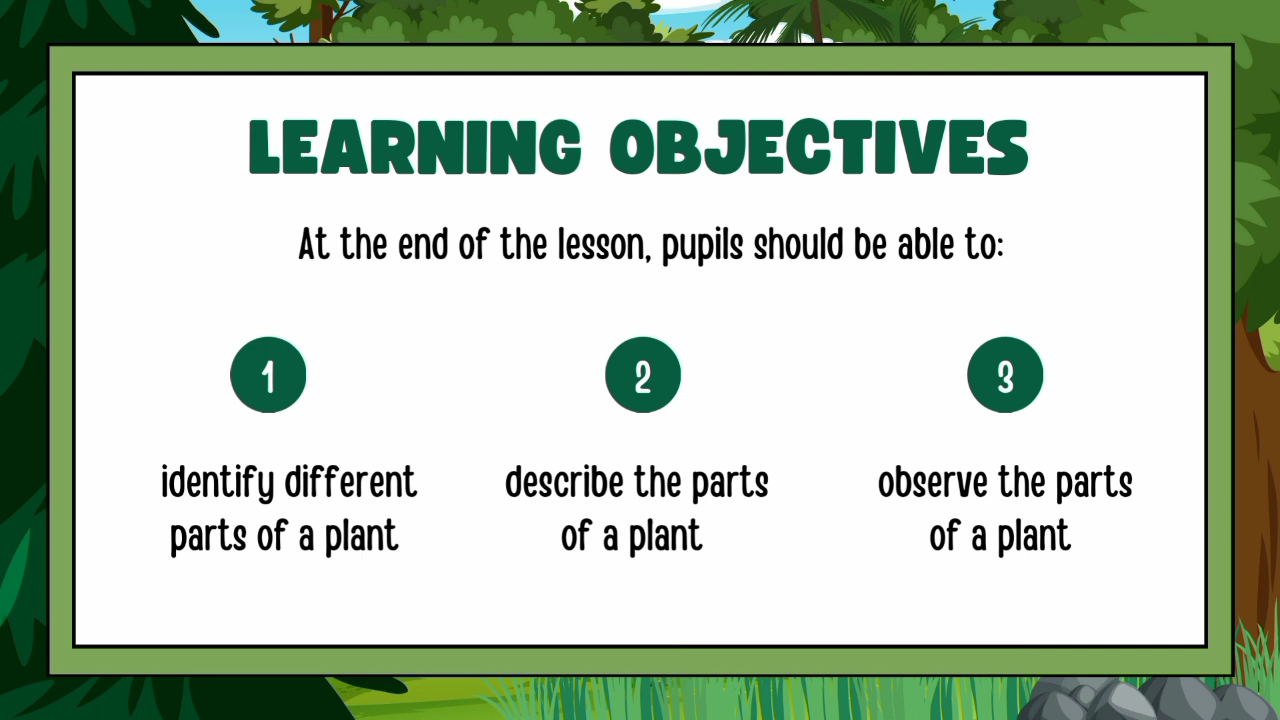 LEARNING OBJECTIVES
At the end of the lesson, pupils should be able to:
1
identify different
parts of a plant
2
describe the parts
of a plant
3
observe the parts
of a plant